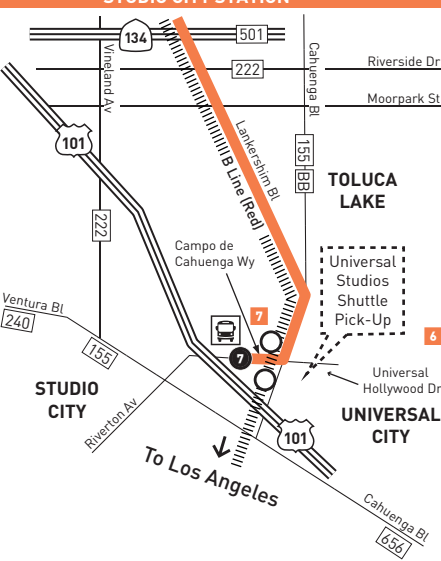 STUDIO CITY STATION
134
501
Vineland Av
Cahuenga Bl
222
Riverside Dr
Moorpark St
101
Lankershim Bl
B Line (Red)
155
BB
TOLUCA
LAKE
222
Campo de
Cahuenga Wy
Universal
Studios
Shuttle
Pick-Up
Ventura Bl
240
7
6
7
155
Universal
Hollywood Dr
STUDIO
CITY
Riverton Av
UNIVERSAL
CITY
101
To Los Angeles
Cahuenga Bl
656